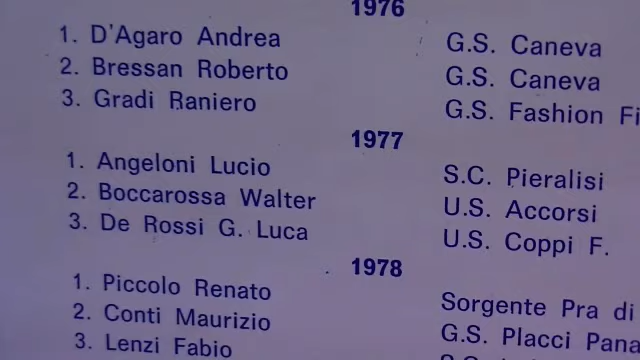 1976
1. D'Agaro Andrea G.S. Caneva
2. Bressan Roberto G.S. Caneva
3. Gradi Raniero G.S. Fashion Fi
1977
1. Angeloni Lucio S.C. Pieralisi
2. Boccarossa Walter U.S. Accorsi
3. De Rossi G. Luca U.S. Coppi F.
1978
1. Piccolo Renato Sorgente Pra di
2. Conti Maurizio G.S. Placci Pana
3. Lenzi Fabio